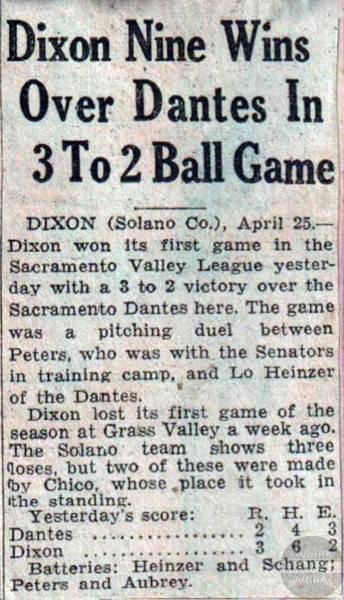 Dixon Nine Wins
Over Dantes In
3 To 2 Ball Game
DIXON (Solano Co.), April 25.—
Dixon won its first game in the
Sacramento Valley League yester-
day with a 3 to 2 victory over the
Sacramento Dantes here. The game
was a pitching duel between
Peters, who was with the Senators
in training camp, and Lo Heinzer
of the Dantes.
Dixon lost its first game of the
season at Grass Valley a week ago.
The Solano team shows three
loses, but two of these were made
by Chico, whose place it took in
the standing.
Yesterday's score: R. H. E.
Dantes .................... 2 4 3
Dixon ..................... 3 6 2
Batteries: Heinzer and Schang;
Peters and Aubrey.